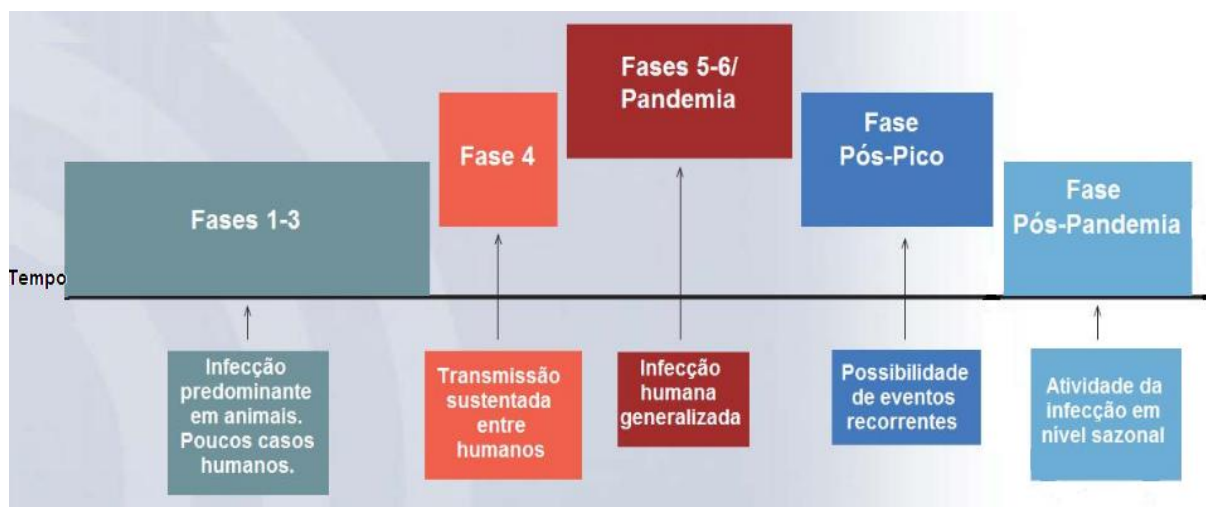 Fases 5-6/
Pandemia
Fase 4
Fase
Pós-Pico
Fases 1-3
Fase
Pós-Pandemia
Tempo
Infecção
predominante
em animais.
Poucos casos
humanos.
Transmissão
sustentada
entre
humanos
Infecção
humana
generalizada
Possibilidade
de eventos
recorrentes
Atividade da
infecção em
nível sazonal